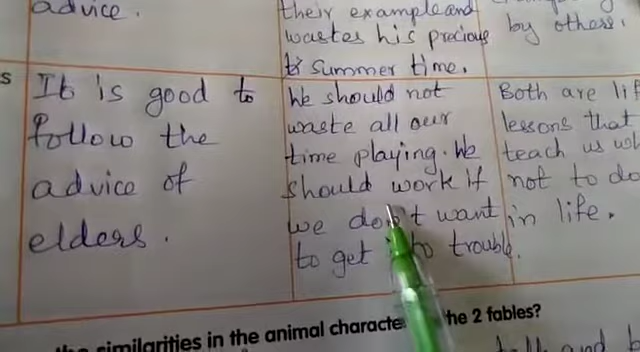 advice.
their example and
wastes his precious
summer time.
by others.
s
It is good to
follow the
advice of
elders.
We should not
waste all our
time playing. We
should work if
we don't want
to get to trouble.
Both are lif
lessons that
teach us wh
not to do
in life.
the similarities in the animal characte he 2 fables?